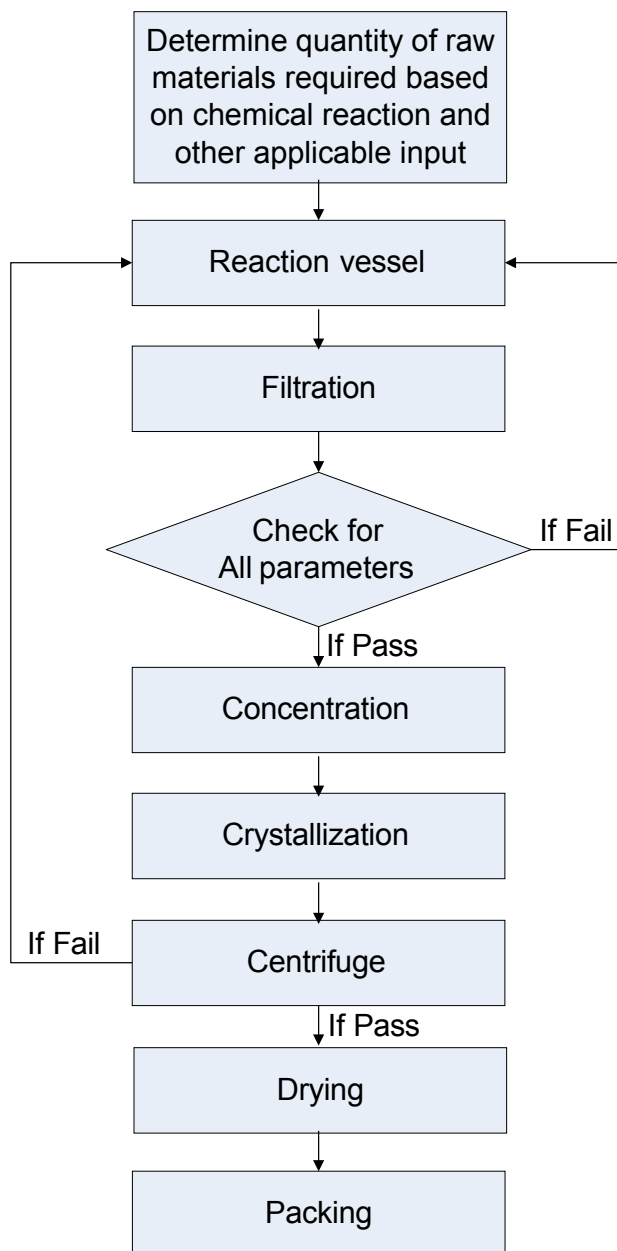 Determine quantity of raw
materials required based
on chemical reaction and
other applicable input
Reaction vessel
Filtration
Check for
All parameters
If Fail
If Pass
Concentration
Crystallization
If Fail
Centrifuge
If Pass
Drying
Packing